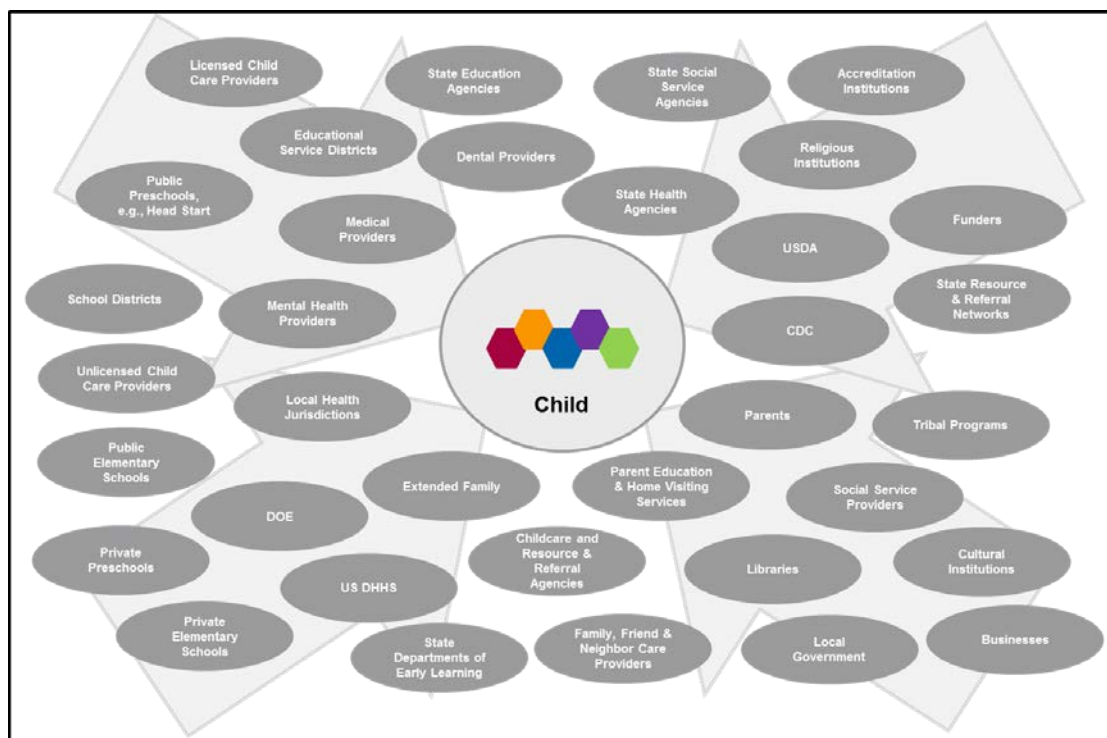 Licensed Child
Care Providers
State Education
Agencies
State Social
Service
Agencies
Accreditation
Institutions
Educational
Service Districts
Dental Providers
Religious
Institutions
Public
Preschools,
e.g., Head Start
Medical
Providers
State Health
Agencies
USDA
Funders
School Districts
Mental Health
Providers
CDC
State Resource
& Referral
Networks
Child
Unlicensed Child
Care Providers
Local Health
Jurisdictions
Parents
Tribal Programs
Public
Elementary
Schools
Extended Family
Parent Education
& Home Visiting
Services
Social Service
Providers
DOE
Private
Preschools
Childcare and
Resource &
Referral
Agencies
Libraries
Cultural
Institutions
US DHHS
Private
Elementary
Schools
State
Departments of
Early Learning
Family, Friend &
Neighbor Care
Providers
Local
Government
Businesses